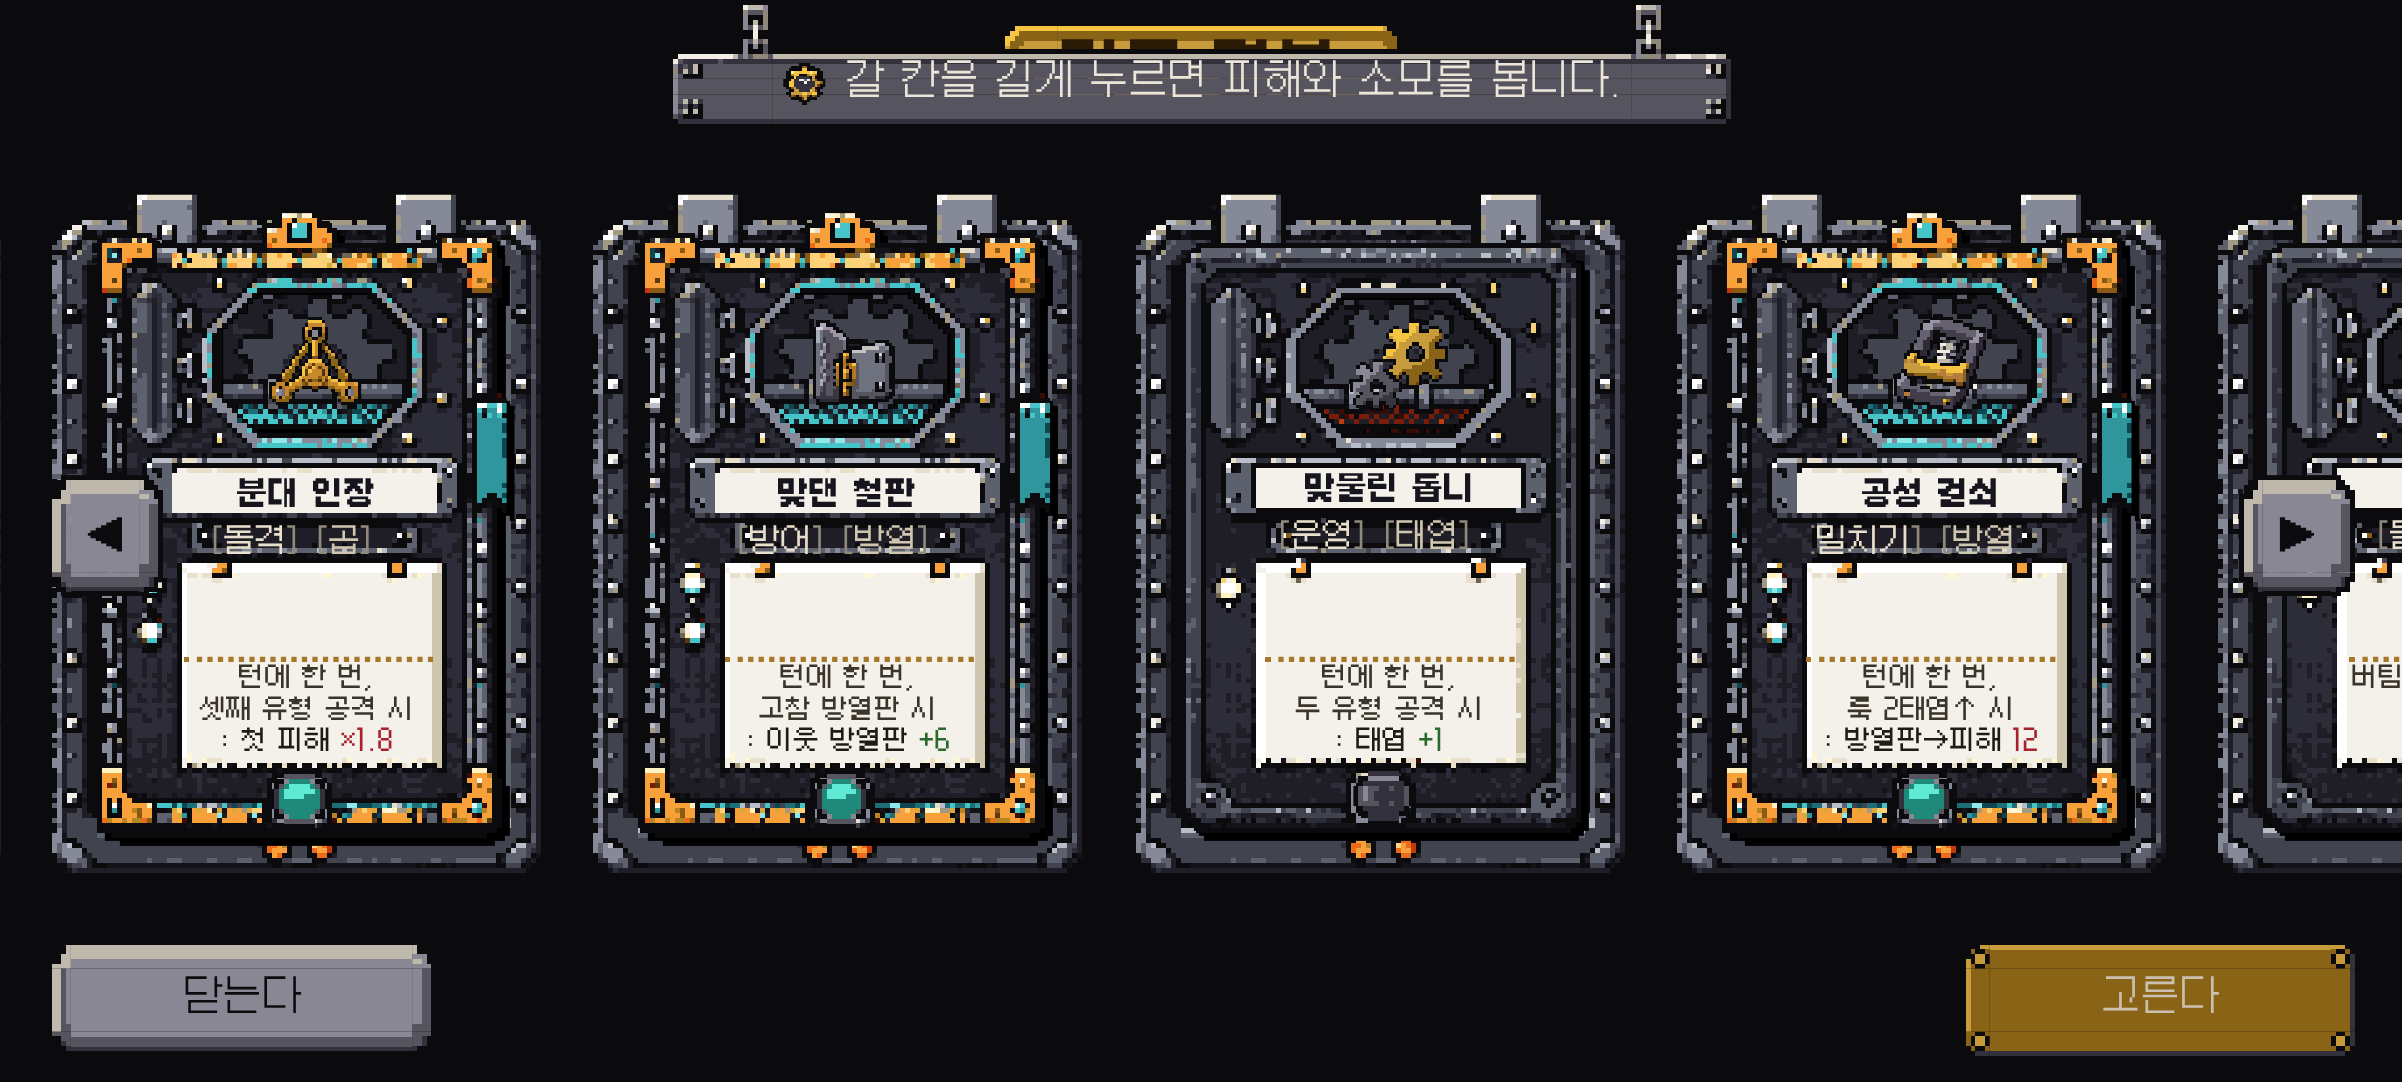 갈 칸을 길게 누르면 피해와 소모를 봅니다.
분대 인장
[돌격] [곱]
턴에 한 번,
셋째 유형 공격 시
: 첫 피해 ×1.8
맞댄 철판
[방어] [방열]
턴에 한 번,
고참 방열판 시
: 이웃 방열판 +6
맞물린 톱니
[운영] [태엽]
턴에 한 번,
두 유형 공격 시
: 태엽 +1
공성 걸쇠
밀치기] [방열
턴에 한 번,
룩 2태엽↑ 시
: 방열판→피해 12
버팀
닫는다
고른다